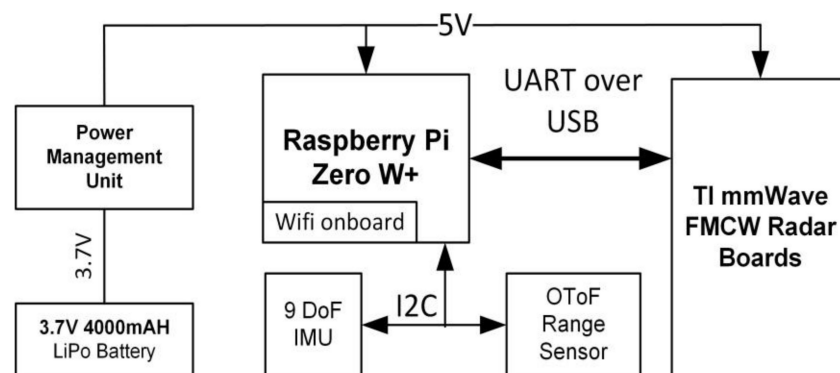 5V
Power
Management
Unit
3.7V
3.7V 4000mAH
LiPo Battery
Raspberry Pi
Zero W+
Wifi onboard
UART over
USB
TI mmWave
FMCW Radar
Boards
9 DoF
IMU
I2C
OToF
Range
Sensor